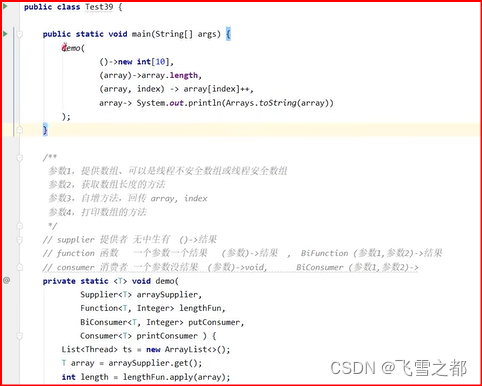 public class Test39 {
public static void main(String[] args) {
demo(
()->new int[10],
(array)->array.length,
(array, index) -> array[index]++,
array-> System.out.println(Arrays.toString(array))
);
}
/**
参数1，提供数组、可以是线程不安全数组或线程安全数组
参数2，获取数组长度的方法
参数3，自增方法，回传 array, index
参数4，打印数组的方法
*/
// supplier 提供者 无中生有 ()->结果
// function 函数 一个参数一个结果 (参数)->结果 , BiFunction (参数1,参数2)->结果
// consumer 消费者 一个参数没结果 (参数)->void, BiConsumer (参数1,参数2)->
private static <T> void demo(
Supplier<T> arraySupplier,
Function<T, Integer> lengthFun,
BiConsumer<T, Integer> putConsumer,
Consumer<T> printConsumer ) {
List<Thread> ts = new ArrayList<>();
T array = arraySupplier.get();
int length = lengthFun.apply(array);
CSDN @飞雪之都